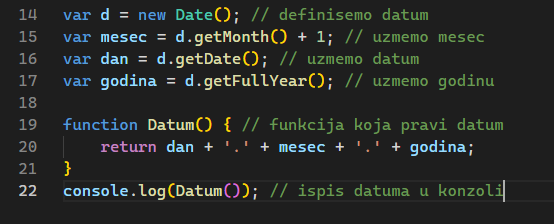 14 var d = new Date(); // definisemo datum
15 var mesec = d.getMonth() + 1; // uzmemo mesec
16 var dan = d.getDate(); // uzmemo datum
17 var godina = d.getFullYear(); // uzmemo godinu
18
19 function Datum() { // funkcija koja pravi datum
20     return dan + '.' + mesec + '.' + godina;
21 }
22 console.log(Datum()); // ispis datuma u konzoli